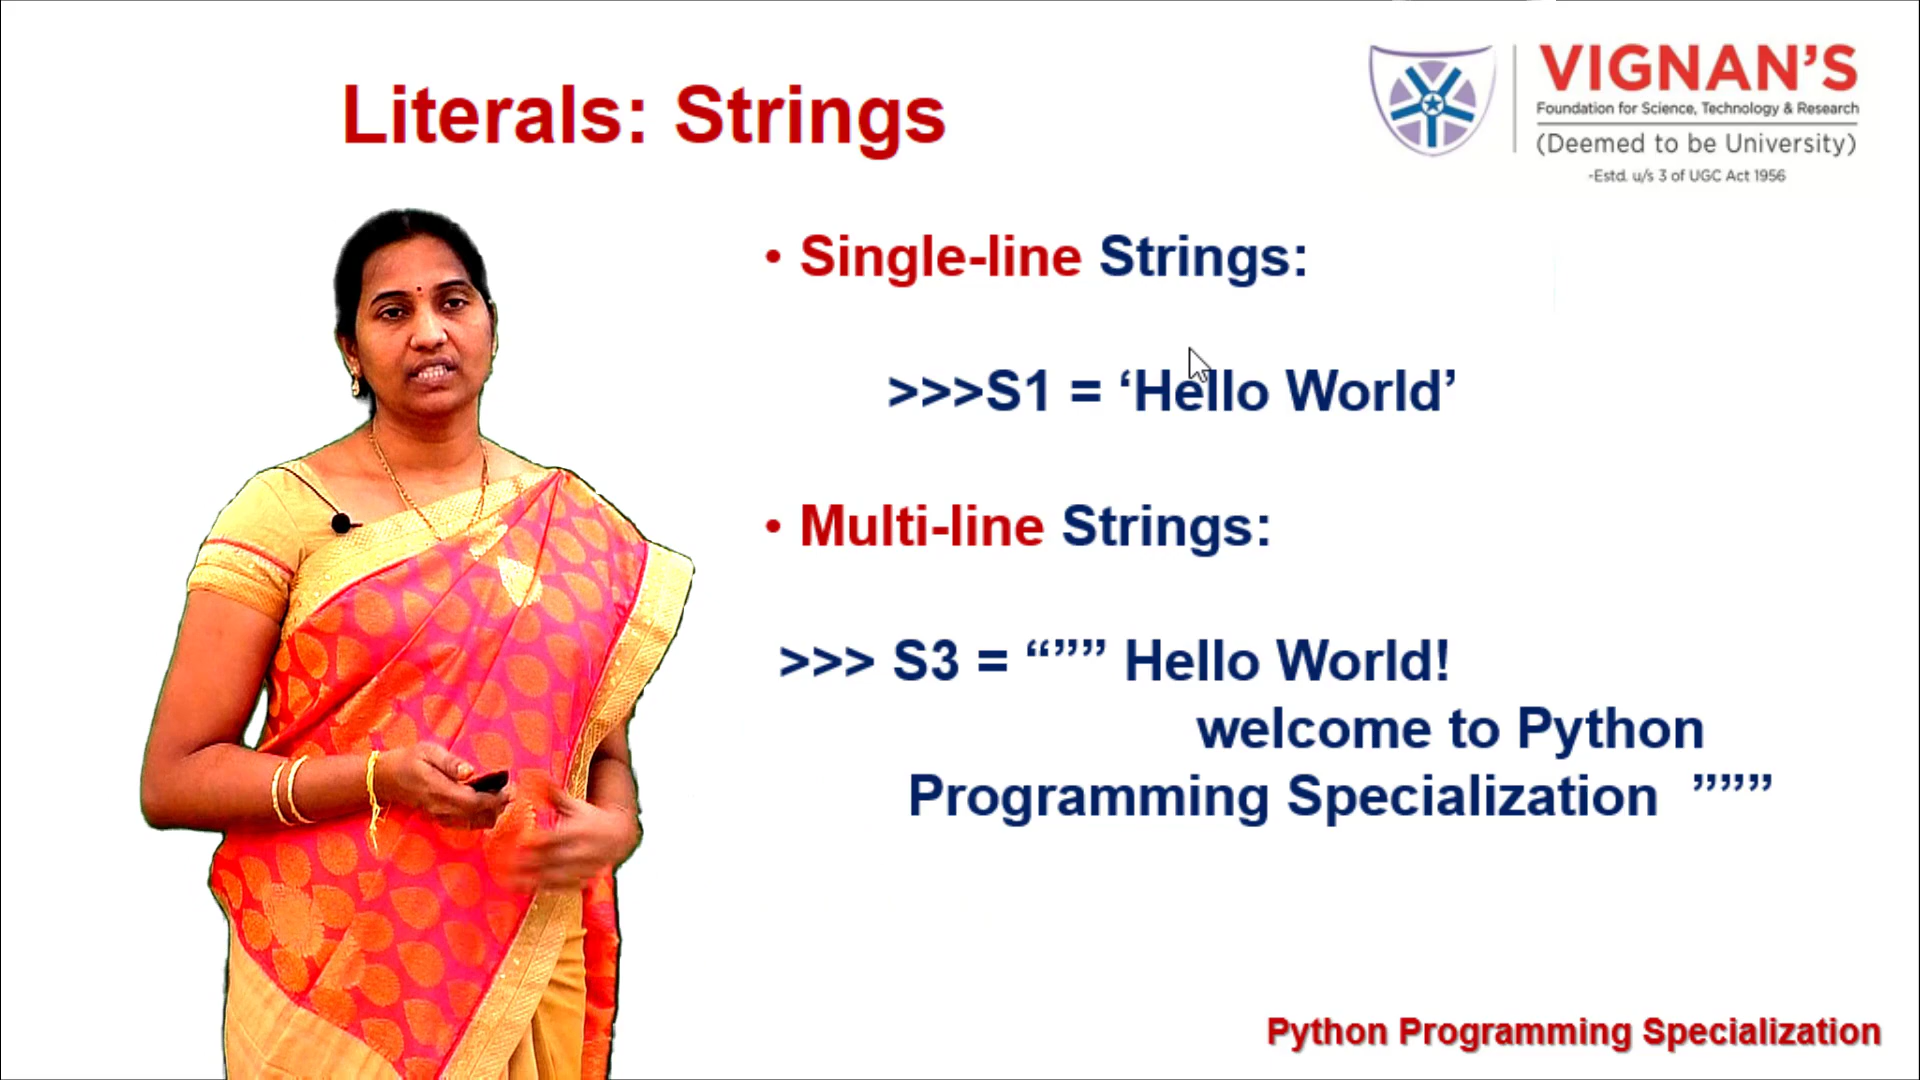 Literals: Strings
VIGNAN’S
Foundation for Science, Technology & Research
(Deemed to be University)
-Estd. u/s 3 of UGC Act 1956
• Single-line Strings:
>>>S1 = ‘Hello World’
• Multi-line Strings:
>>> S3 = “”” Hello World!
welcome to Python
Programming Specialization ”””
Python Programming Specialization